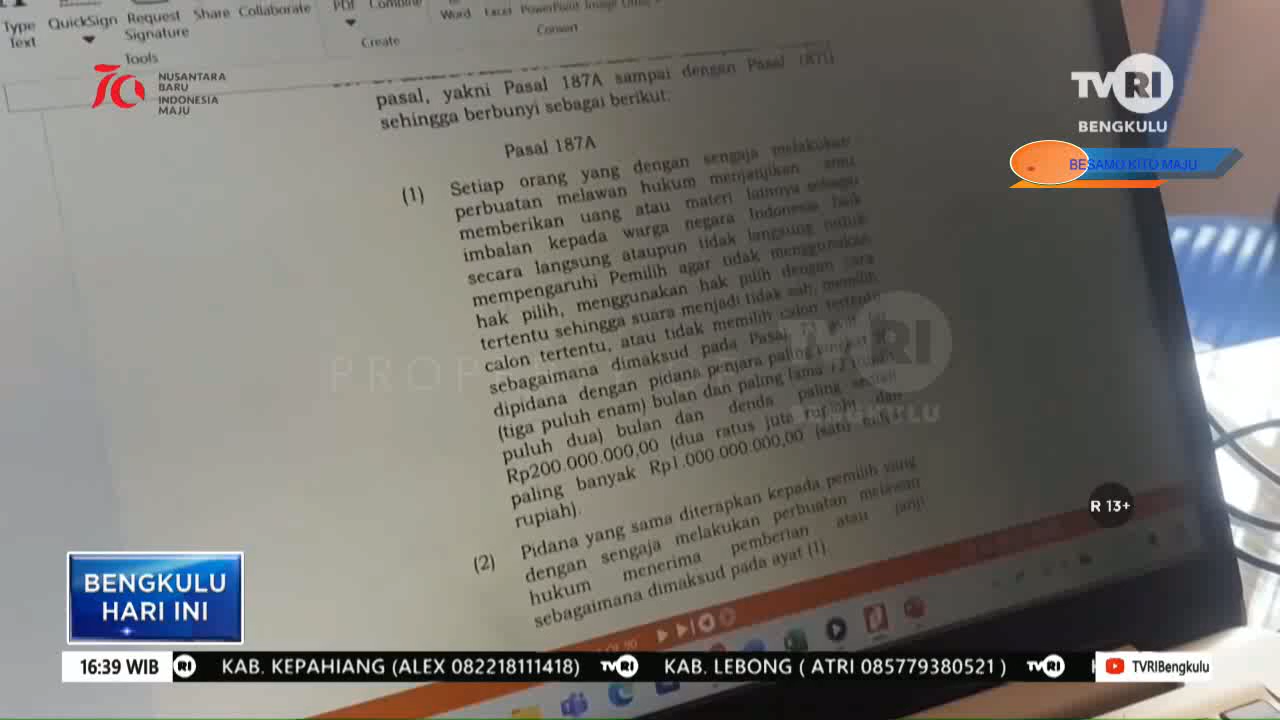 Type
Text
QuickSign
Request
Signature
Share
Collaborate
Tools
PDF
Combine
Create
Word
Excel
PowerPoint
Image
Convert
NUSANTARA
BARU
INDONESIA
MAJU
TVRI
BENGKULU
BESAMO KITO MAJU
pasal, yakni Pasal 187A sampai dengan Pasal 187D
sehingga berbunyi sebagai berikut:
Pasal 187A
(1) Setiap orang yang dengan sengaja melakukan
perbuatan melawan hukum menjanjikan atau
memberikan uang atau materi lainnya sebagai
imbalan kepada warga negara Indonesia baik
secara langsung ataupun tidak langsung untuk
mempengaruhi Pemilih agar tidak menggunakan
hak pilih, menggunakan hak pilih dengan cara
tertentu sehingga suara menjadi tidak sah, memilih
calon tertentu, atau tidak memilih calon tertentu
sebagaimana dimaksud pada Pasal
dipidana dengan pidana penjara paling singkat
(tiga puluh enam) bulan dan paling lama 72
puluh dua) bulan dan denda paling sedikit
Rp200.000.000,00 (dua ratus juta rupiah) dan
paling banyak Rp1.000.000.000,00 (satu
rupiah).
(2) Pidana yang sama diterapkan kepada pemilih yang
dengan sengaja melakukan perbuatan melawan
hukum menerima pemberian atau janji
sebagaimana dimaksud pada ayat (1)
PROPERTY OF
TVRI
BENGKULU
R 13+
BENGKULU
HARI INI
16:39 WIB
KAB. KEPAHIANG (ALEX 082218111418) TVRI KAB. LEBONG ( ATRI 085779380521 ) TVRI
TVRIBengkulu